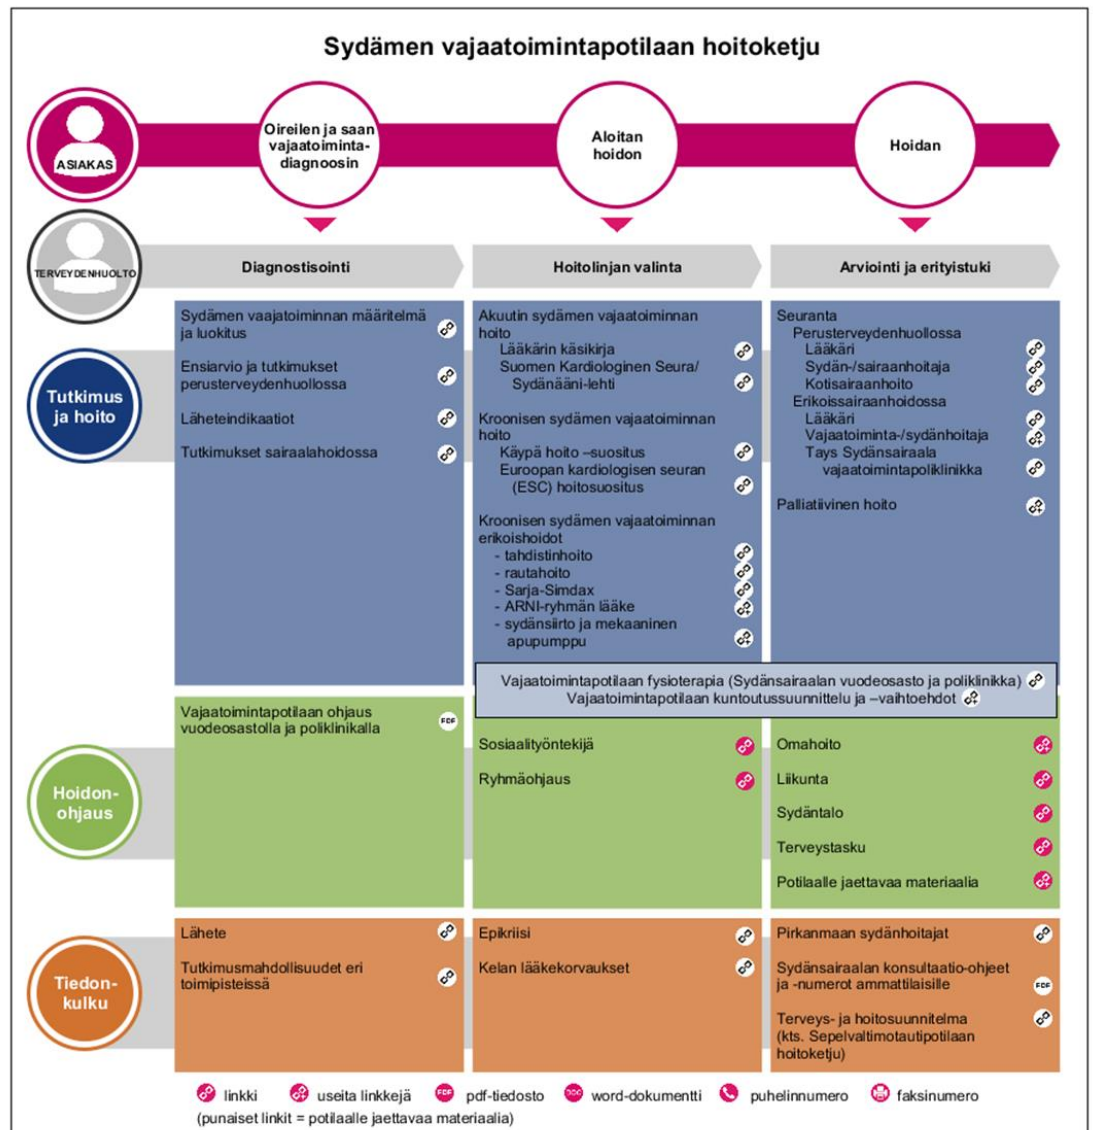 Sydämen vajaatoimintapotilaan hoitoketju
ASIAKAS
Oireilen ja saan
vajaatoiminta-
diagnoosin
Aloitan
hoidon
Hoidan
TERVEYDENHUOLTO
Diagnostisointi
Hoitolinjan valinta
Arviointi ja erityistuki
Tutkimus
ja hoito
Sydämen vaajatoiminnan määritelmä
ja luokitus
Ensiarvio ja tutkimukset
perusterveydenhuollossa
Läheteindikaatiot
Tutkimukset sairaalahoidossa
Akuutin sydämen vajaatoiminnan
hoito
Lääkärin käsikirja
Suomen Kardiologinen Seura/
Sydänääni-lehti
Kroonisen sydämen vajaatoiminnan
hoito
Käypä hoito –suositus
Euroopan kardiologisen seuran
(ESC) hoitosuositus
Kroonisen sydämen vajaatoiminnan
erikoishoidot
- tahdistinhoito
- rautahoito
- Sarja-Simdax
- ARNI-ryhmän lääke
- sydänsiirto ja mekaaninen
apupumppu
Seuranta
Perusterveydenhuollossa
Lääkäri
Sydän-/sairaanhoitaja
Kotisairaanhoito
Erikoissairaanhoidossa
Lääkäri
Vajaatoiminta-/sydänhoitaja
Tays Sydänsairaala
vajaatoimintapoliklinikka
Palliatiivinen hoito
Vajaatoimintapotilaan fysioterapia (Sydänsairaalan vuodeosasto ja poliklinikka)
Vajaatoimintapotilaan kuntoutussuunnittelu ja –vaihtoehdot
Hoidon-
ohjaus
Vajaatoimintapotilaan ohjaus
vuodeosastolla ja poliklinikalla
PDF
Sosiaalityöntekijä
Ryhmäohjaus
Omahoito
Liikunta
Sydäntalo
Terveystasku
Potilaalle jaettavaa materiaalia
Tiedon-
kulku
Lähete
Tutkimusmahdollisuudet eri
toimipisteissä
Epikriisi
Kelan lääkekorvaukset
Pirkanmaan sydänhoitajat
Sydänsairaalan konsultaatio-ohjeet
ja -numerot ammattilaisille
PDF
Terveys- ja hoitosuunnitelma
(kts. Sepelvaltimotautipotilaan
hoitoketju)
linkki
useita linkkejä
PDF pdf-tiedosto
DOC word-dokumentti
puhelinnumero
faksinumero
(punaiset linkit = potilaalle jaettavaa materiaalia)